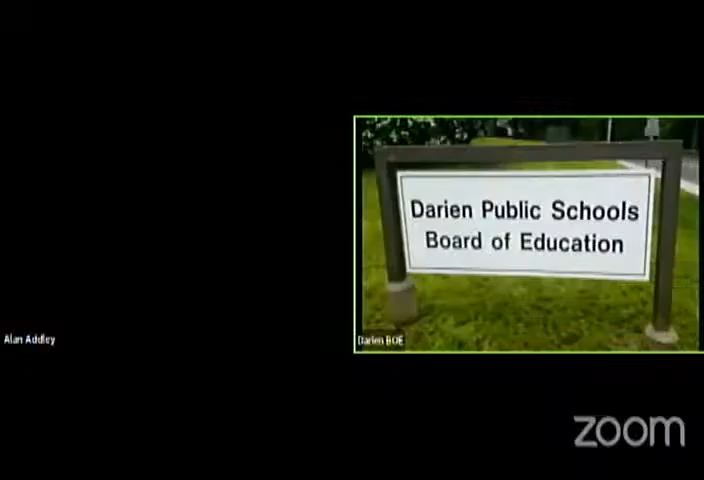 Darien Public Schools
Board of Education
Alan Addley
Darien BOE
zoom